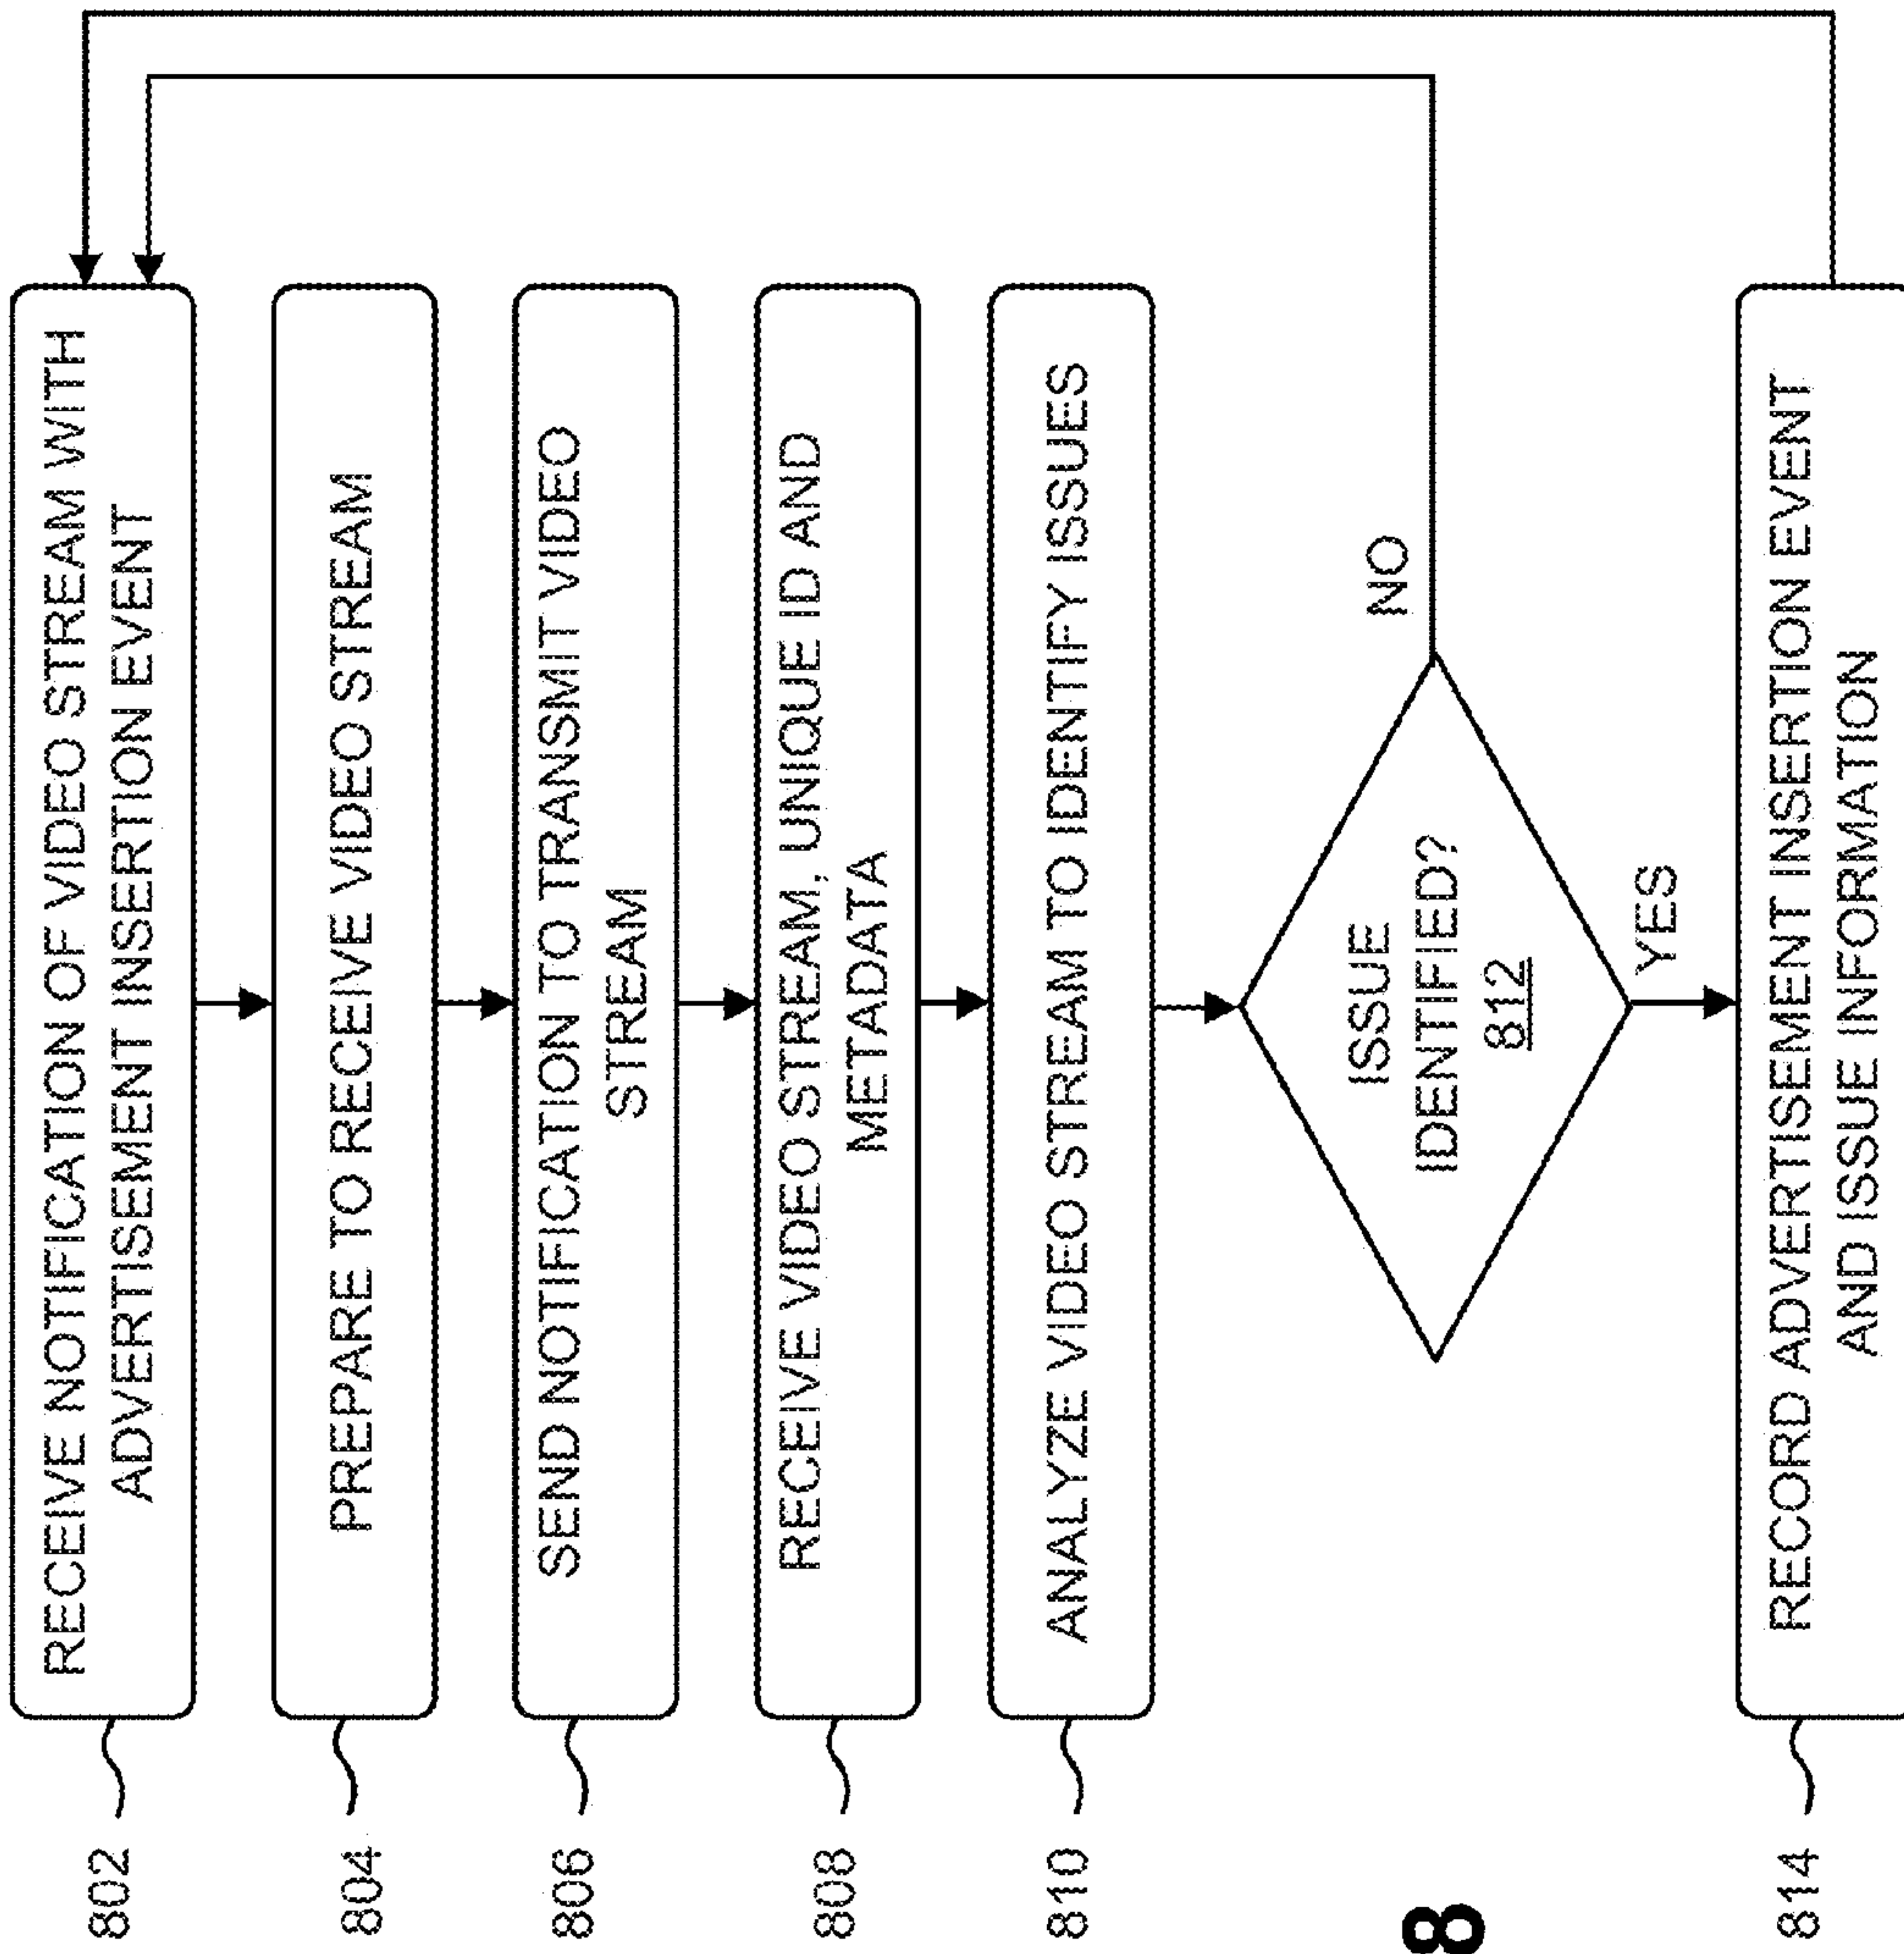 802
RECEIVE NOTIFICATION OF VIDEO STREAM WITH
ADVERTISEMENT INSERTION EVENT
804
PREPARE TO RECEIVE VIDEO STREAM
806
SEND NOTIFICATION TO TRANSMIT VIDEO
STREAM
808
RECEIVE VIDEO STREAM, UNIQUE ID AND
METADATA
810
ANALYZE VIDEO STREAM TO IDENTIFY ISSUES
ISSUE
IDENTIFIED?
812
NO
YES
8
814
RECORD ADVERTISEMENT INSERTION EVENT
AND ISSUE INFORMATION